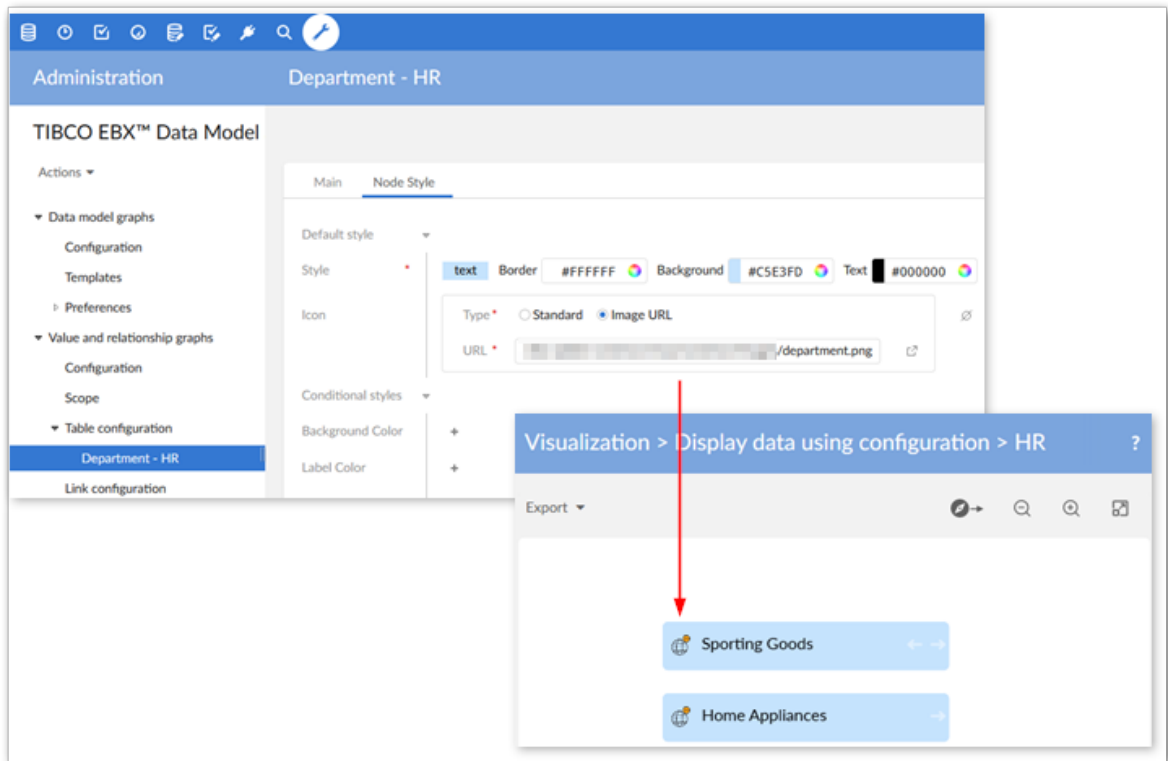 Administration
Department - HR
TIBCO EBX™ Data Model
Actions
Main Node Style
Data model graphs
Default style
Configuration
Style * text Border #FFFFFF Background #C5E3FD Text #000000
Templates
Preferences
Icon Type * Standard Image URL
Value and relationship graphs
URL * /department.png
Configuration
Scope
Conditional styles
Table configuration
Background Color +
Department - HR
Label Color +
Link configuration
Visualization > Display data using configuration > HR ?
Export
Sporting Goods
Home Appliances